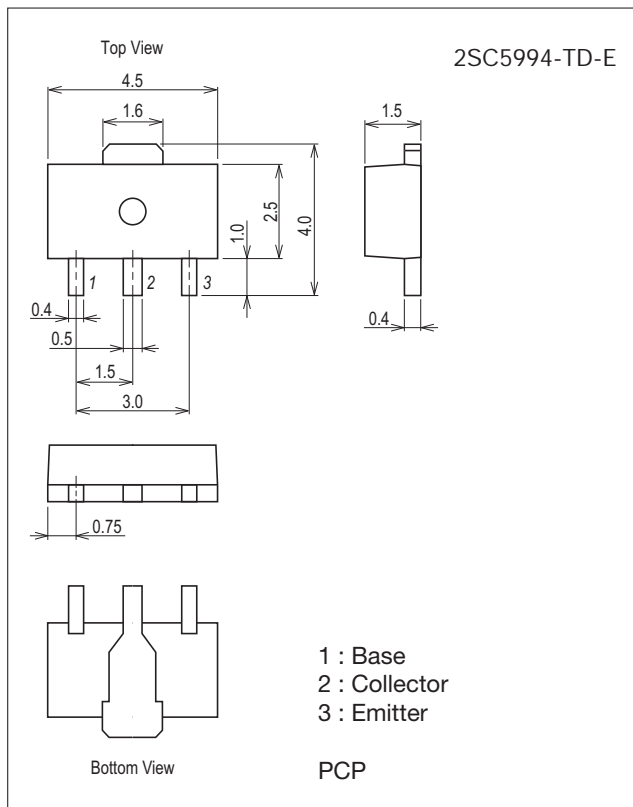 Top View
2SC5994-TD-E
4.5
1.6
1.5
2.5
4.0
1.0
1
2
3
0.4
0.5
1.5
3.0
0.4
0.75
1 : Base
2 : Collector
3 : Emitter
Bottom View
PCP